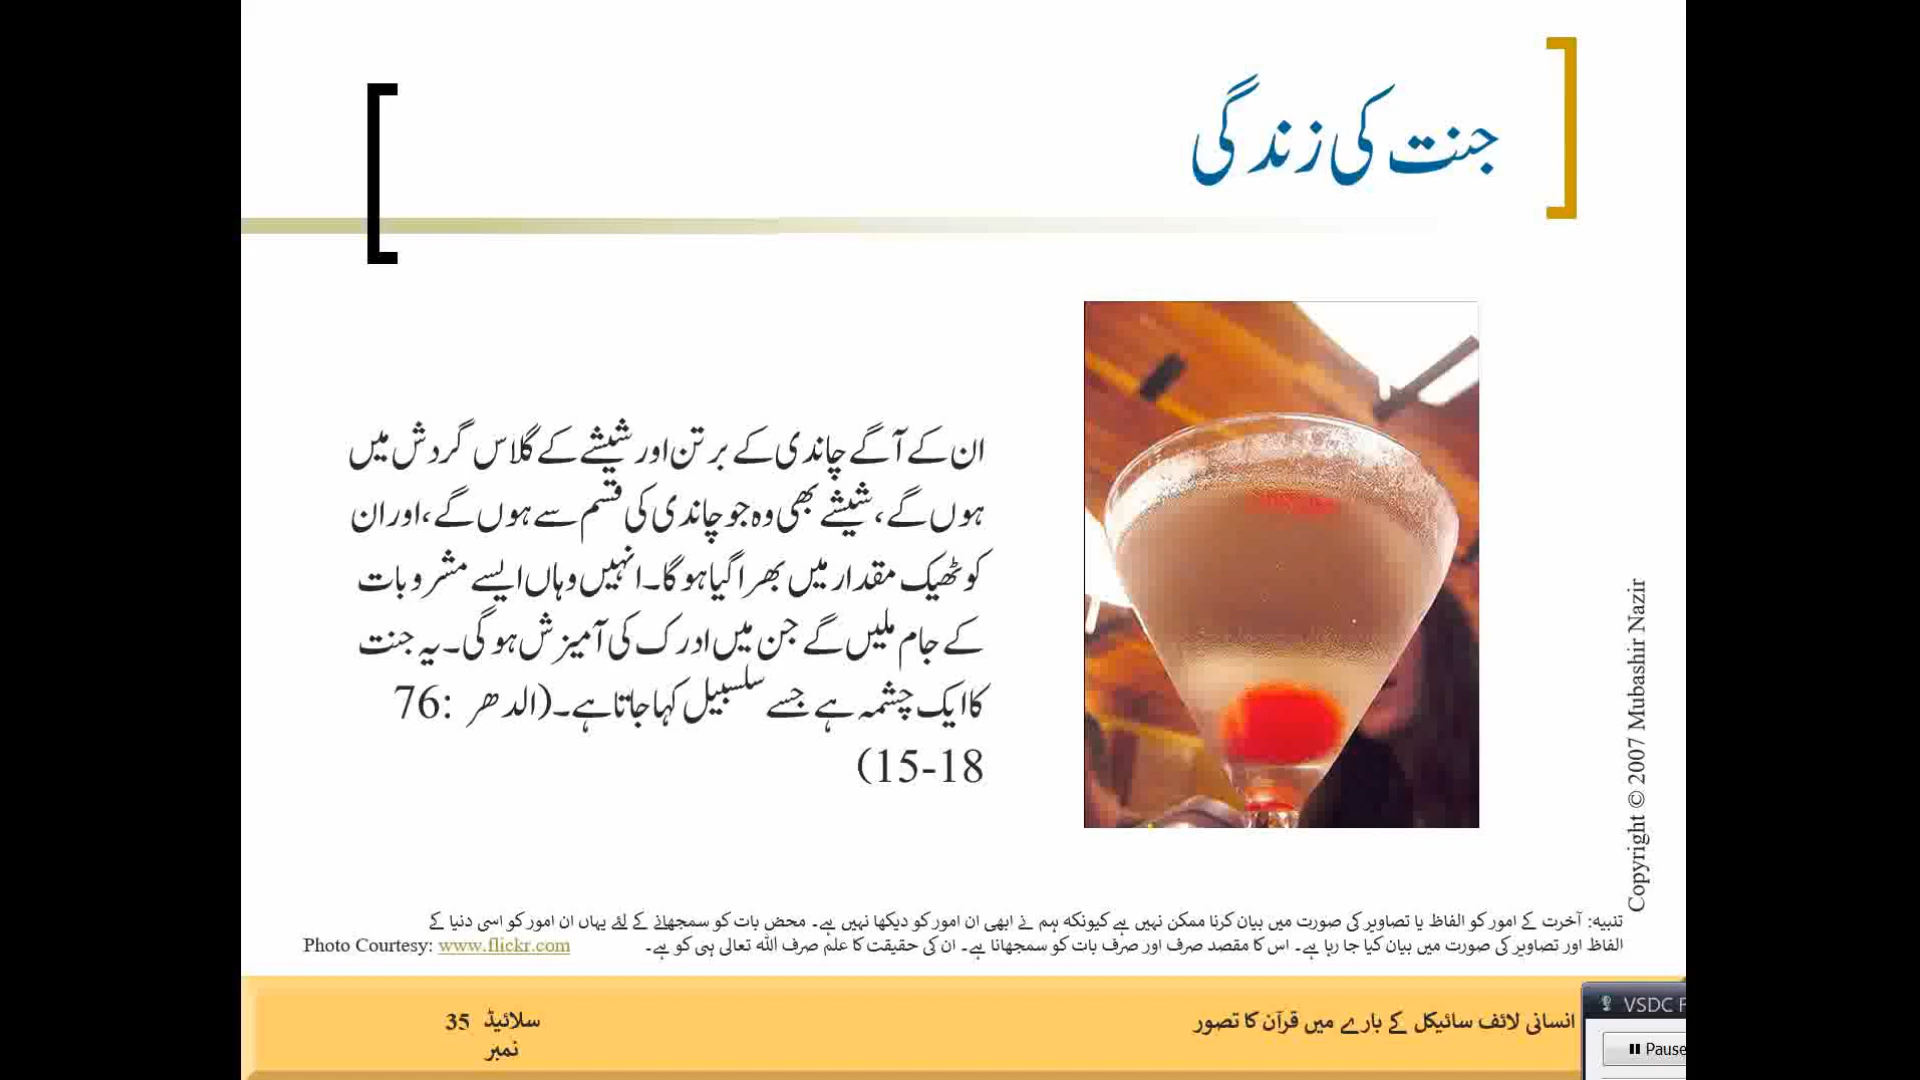 جنت کی زندگی
ان کے آگے چاندی کے برتن اور شیشے کے گلاس گردش میں
ہوں گے، شیشے بھی وہ جو چاندی کی قسم سے ہوں گے، اور ان
کو ٹھیک مقدار میں بھرا گیا ہو گا۔ انہیں وہاں ایسے مشروبات
کے جام ملیں گے جن میں ادرک کی آمیزش ہو گی۔ یہ جنت
کا ایک چشمہ ہے جسے سلسبیل کہا جاتا ہے۔ (الدھر 76:
15-18)
Copyright © 2007 Mubashir Nazir
تنبیہ: آخرت کے امور کو الفاظ یا تصاویر کی صورت میں بیان کرنا ممکن نہیں ہے کیونکہ ہم نے ابھی ان امور کو دیکھا نہیں ہے۔ محض بات کو سمجھانے کے لئے یہاں ان امور کو اسی دنیا کے
الفاظ اور تصاویر کی صورت میں بیان کیا جا رہا ہے۔ اس کا مقصد صرف اور صرف بات کو سمجھانا ہے۔ ان کی حقیقت کا علم صرف اللہ تعالی ہی کو ہے۔
Photo Courtesy: www.flickr.com
انسانی لائف سائیکل کے بارے میں قرآن کا تصور
سلائیڈ 35
نمبر
VSDC F
Pause